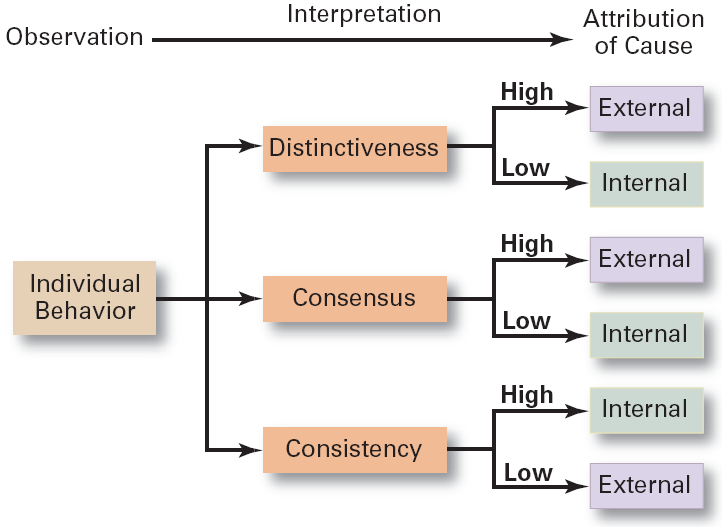 Observation
Interpretation
Attribution
of Cause
Individual
Behavior
Distinctiveness
High
External
Low
Internal
Consensus
High
External
Low
Internal
Consistency
High
Internal
Low
External